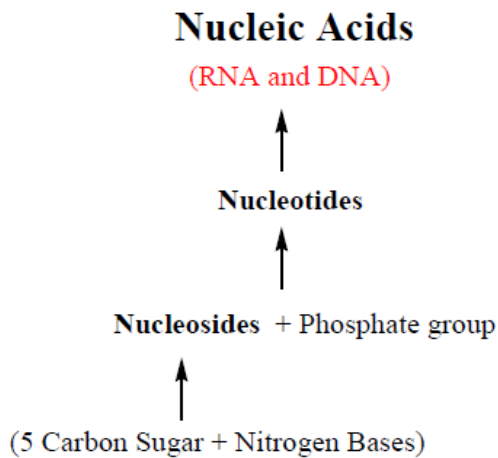 Nucleic Acids
(RNA and DNA)
Nucleotides
Nucleosides + Phosphate group
(5 Carbon Sugar + Nitrogen Bases)